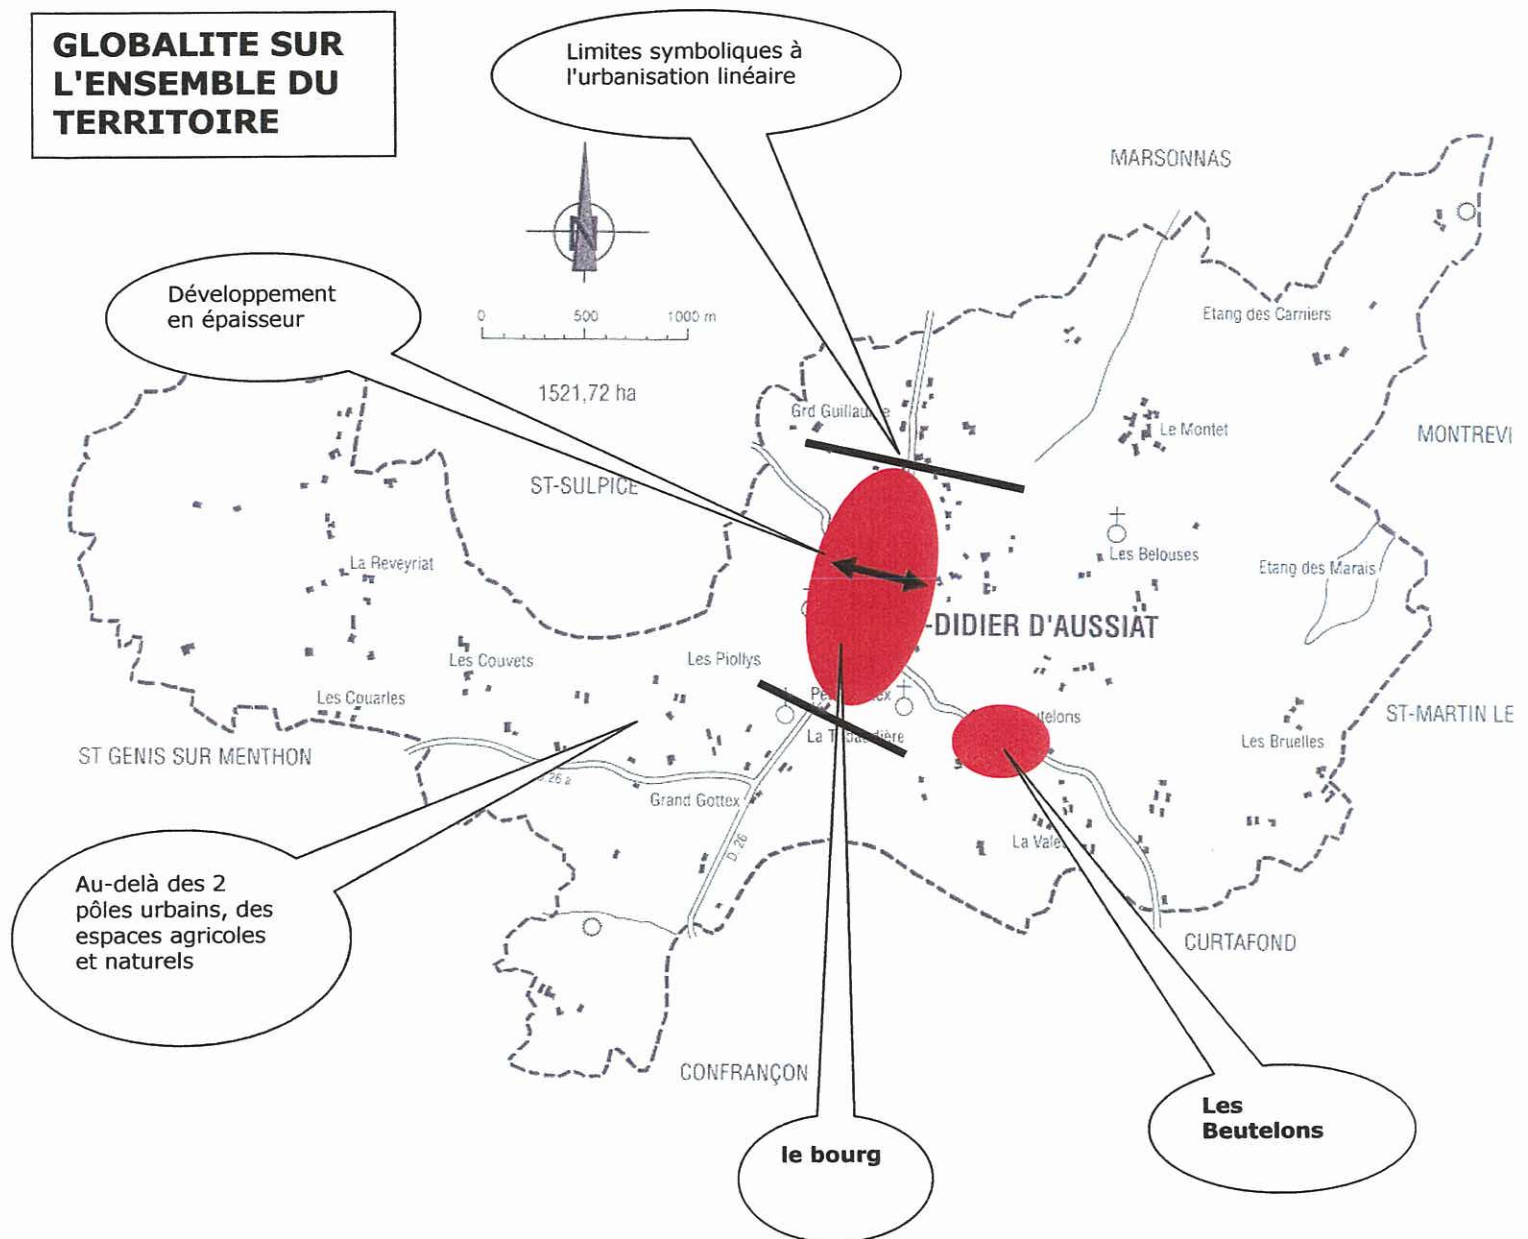 GLOBALITE SUR
L'ENSEMBLE DU
TERRITOIRE
Limites symboliques à
l'urbanisation linéaire
MARSONNAS
N
Développement
en épaisseur
0 500 1000 m
1521,72 ha
Etang des Carniers
Grd Guillaume
Le Montet
MONTREVI
ST-SULPICE
La Reveyriat
Les Belouses
Etang des Marais
-DIDIER D'AUSSIAT
Les Couvets
Les Piollys
Les Couarles
ST-MARTIN LE
Les Bruelles
ST GENIS SUR MENTHON
D. 26 a
Grand Gottex
D. 26
La Vale
Au-delà des 2
pôles urbains, des
espaces agricoles
et naturels
CURTAFOND
CONFRANÇON
Les
Beutelons
le bourg